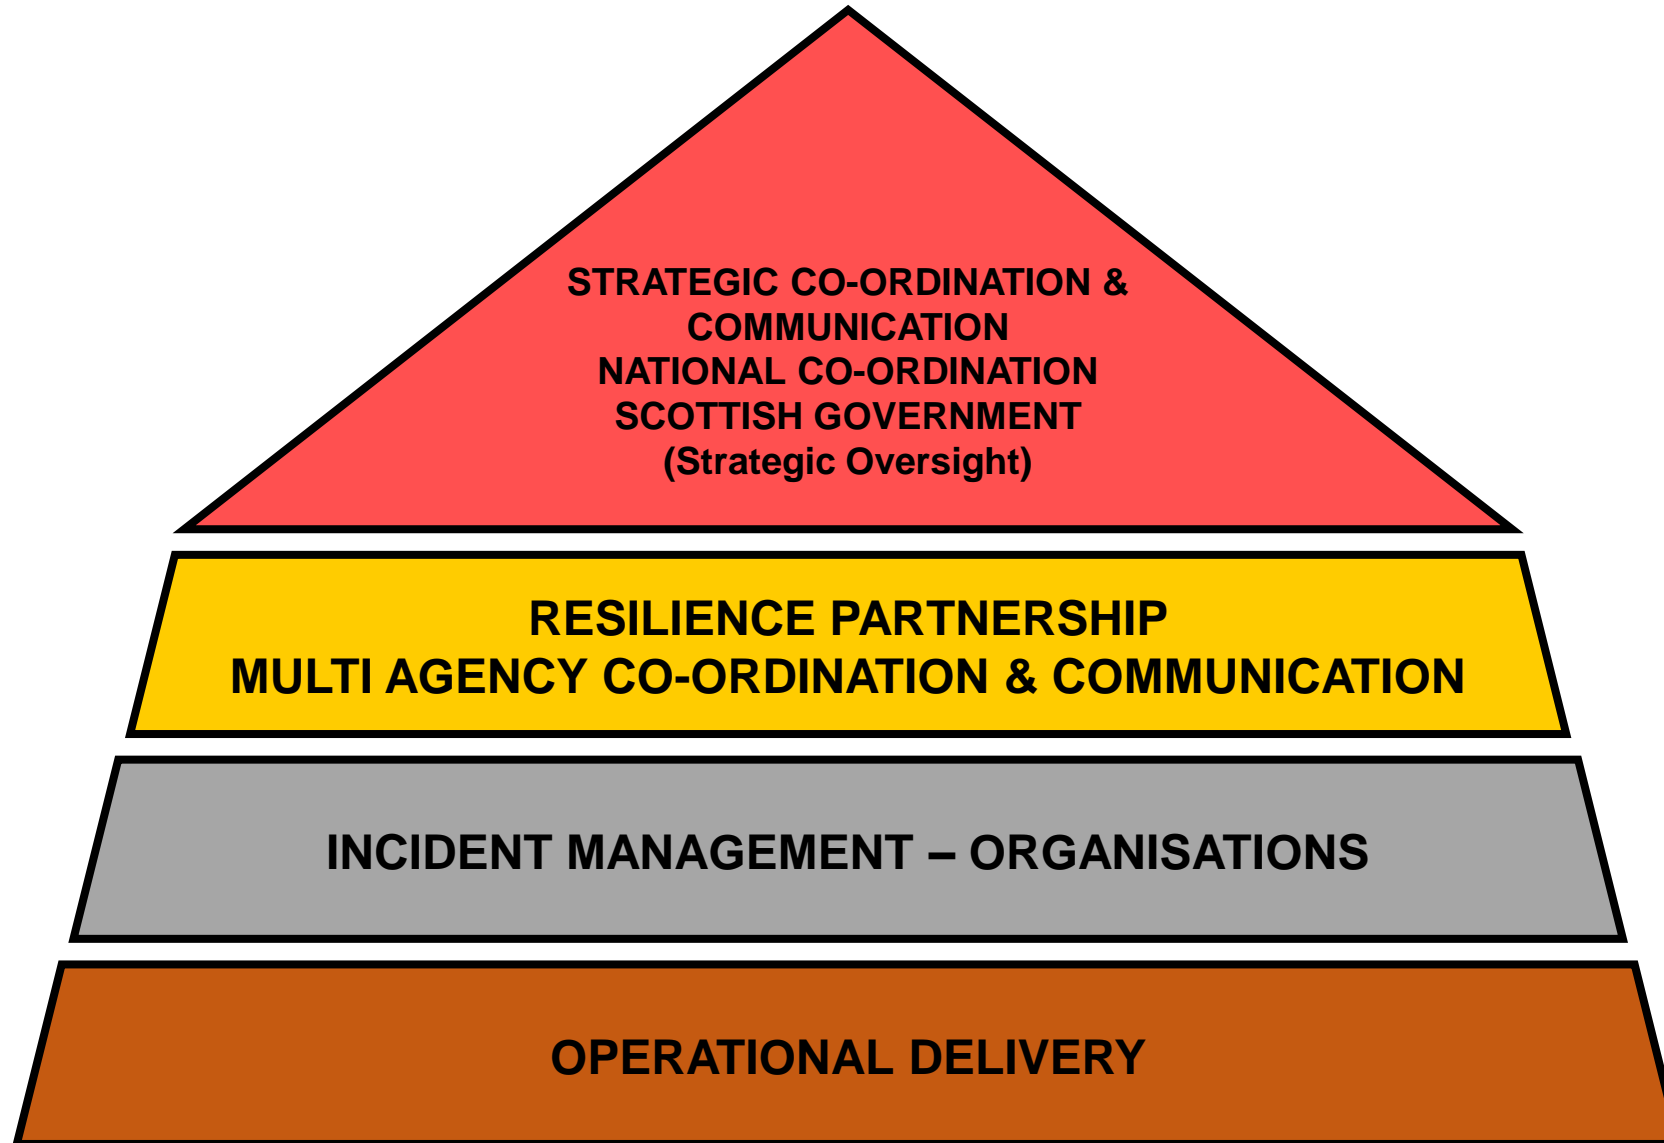 STRATEGIC CO-ORDINATION &
COMMUNICATION
NATIONAL CO-ORDINATION
SCOTTISH GOVERNMENT
(Strategic Oversight)
RESILIENCE PARTNERSHIP
MULTI AGENCY CO-ORDINATION & COMMUNICATION
INCIDENT MANAGEMENT – ORGANISATIONS
OPERATIONAL DELIVERY